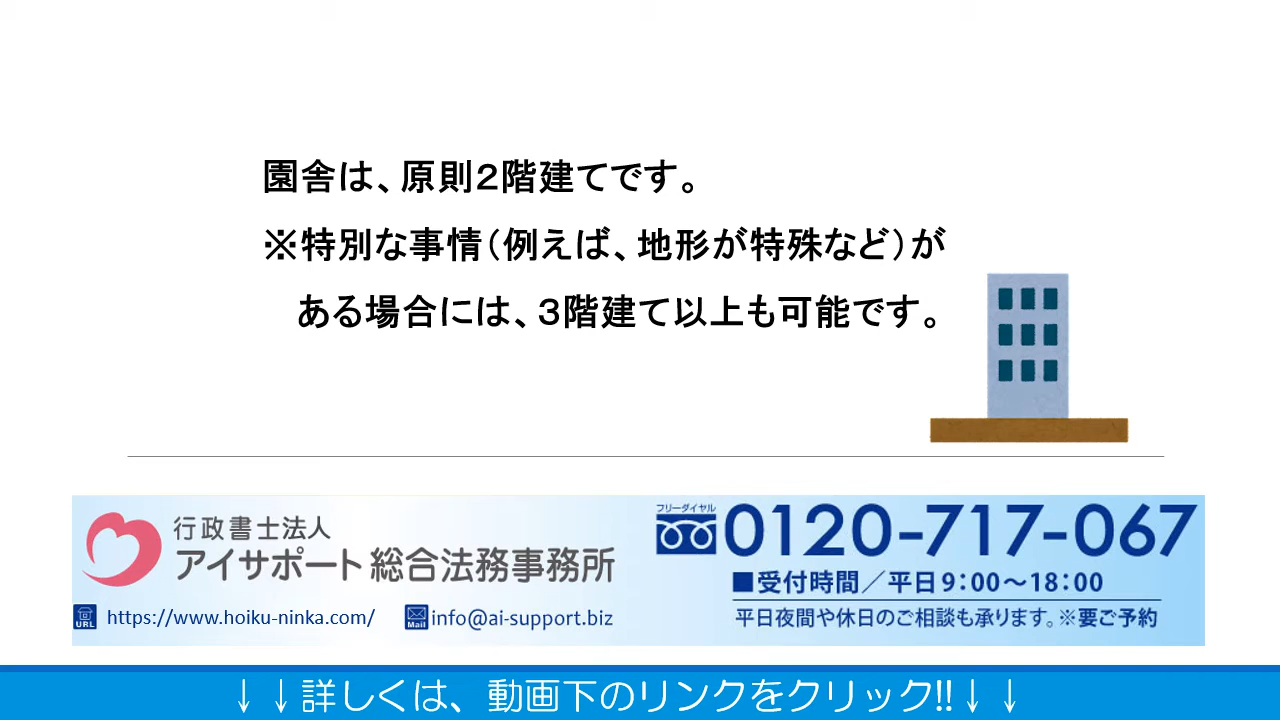 園舎は、原則２階建てです。
※特別な事情（例えば、地形が特殊など）が
ある場合には、３階建て以上も可能です。
行政書士法人
アイサポート 総合法務事務所
URL https://www.hoiku-ninka.com/ Mail info@ai-support.biz
フリーダイヤル
0120-717-067
■受付時間／平日9：00～18：00
平日夜間や休日のご相談も承ります。※要ご予約
↓↓詳しくは、動画下のリンクをクリック!!↓↓